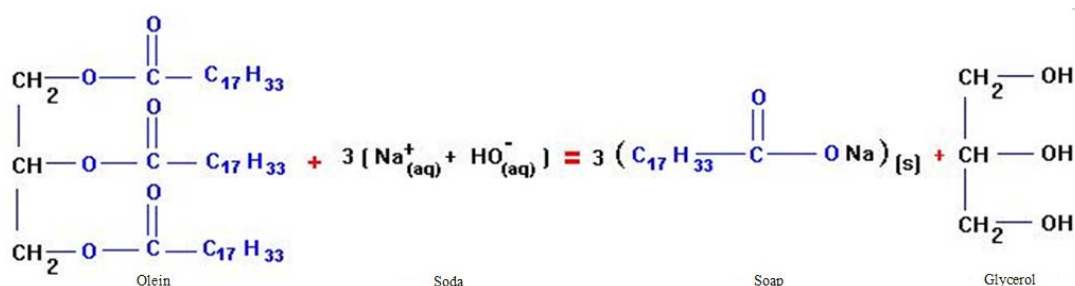 O O
CH2—O—C—C17H33
O
CH—O—C—C17H33 + 3 [Na+(aq) + HO-(aq)] = 3 (C17H33—C—O Na)[s] + CH—OH
O
CH2—O—C—C17H33
CH2—OH
CH2—OH
Olein Soda Soap Glycerol